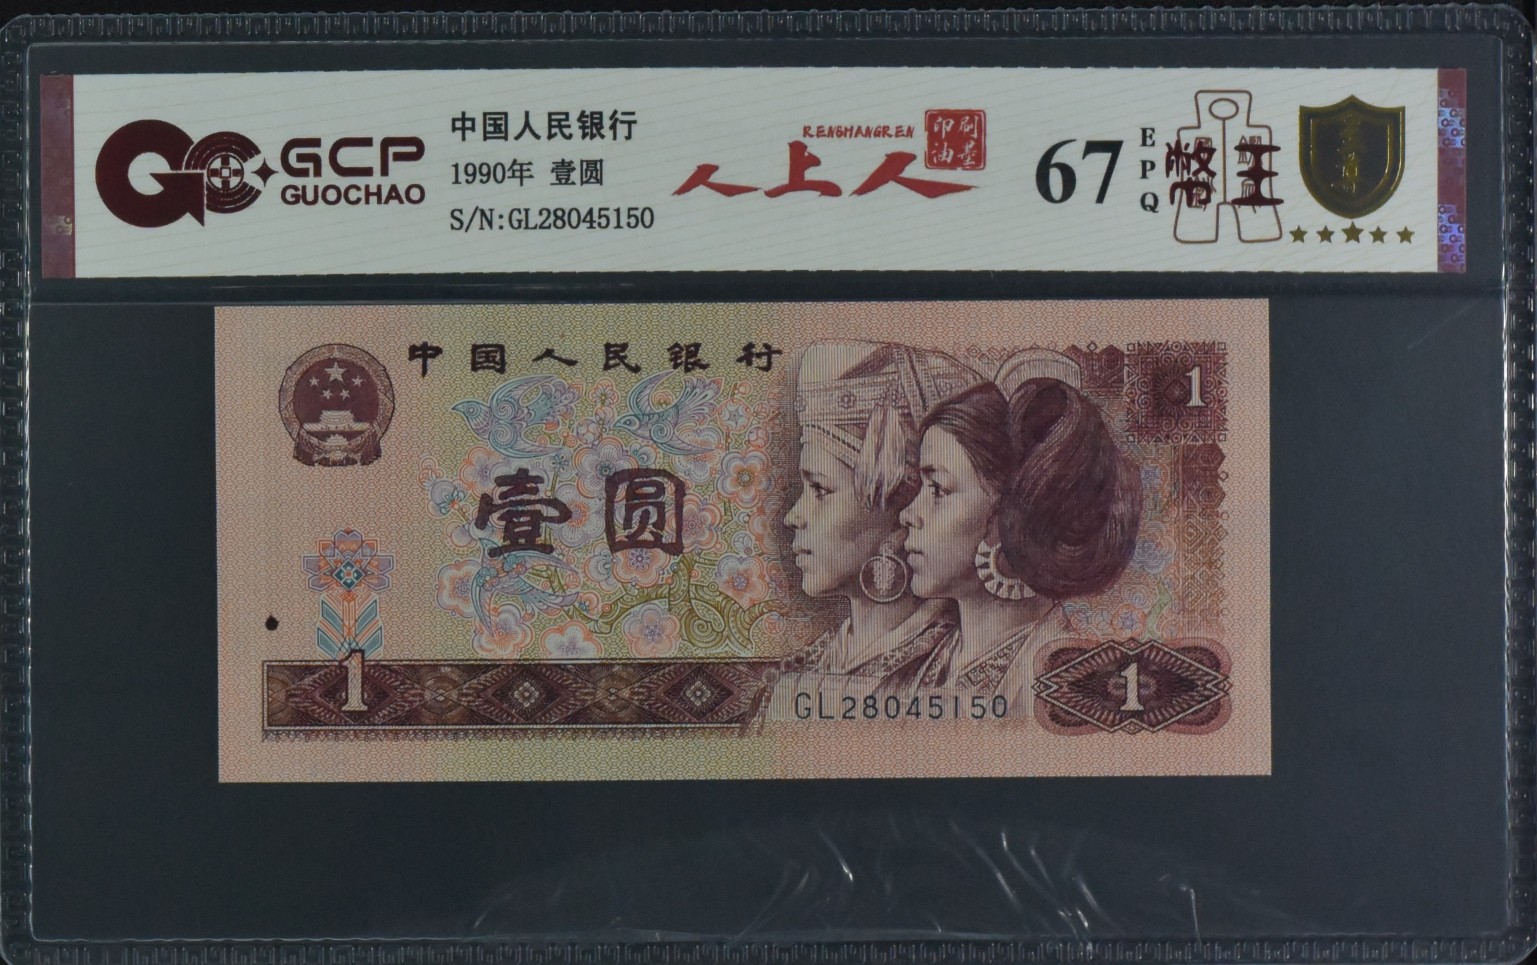 GCP
GUOCHAO
中国人民银行
1990年 壹圆
S/N:GL28045150
RENSHANGREN
人上人
印刷
油墨
67
EPQ
中国人民银行
1
壹圆
1
GL28045150
1